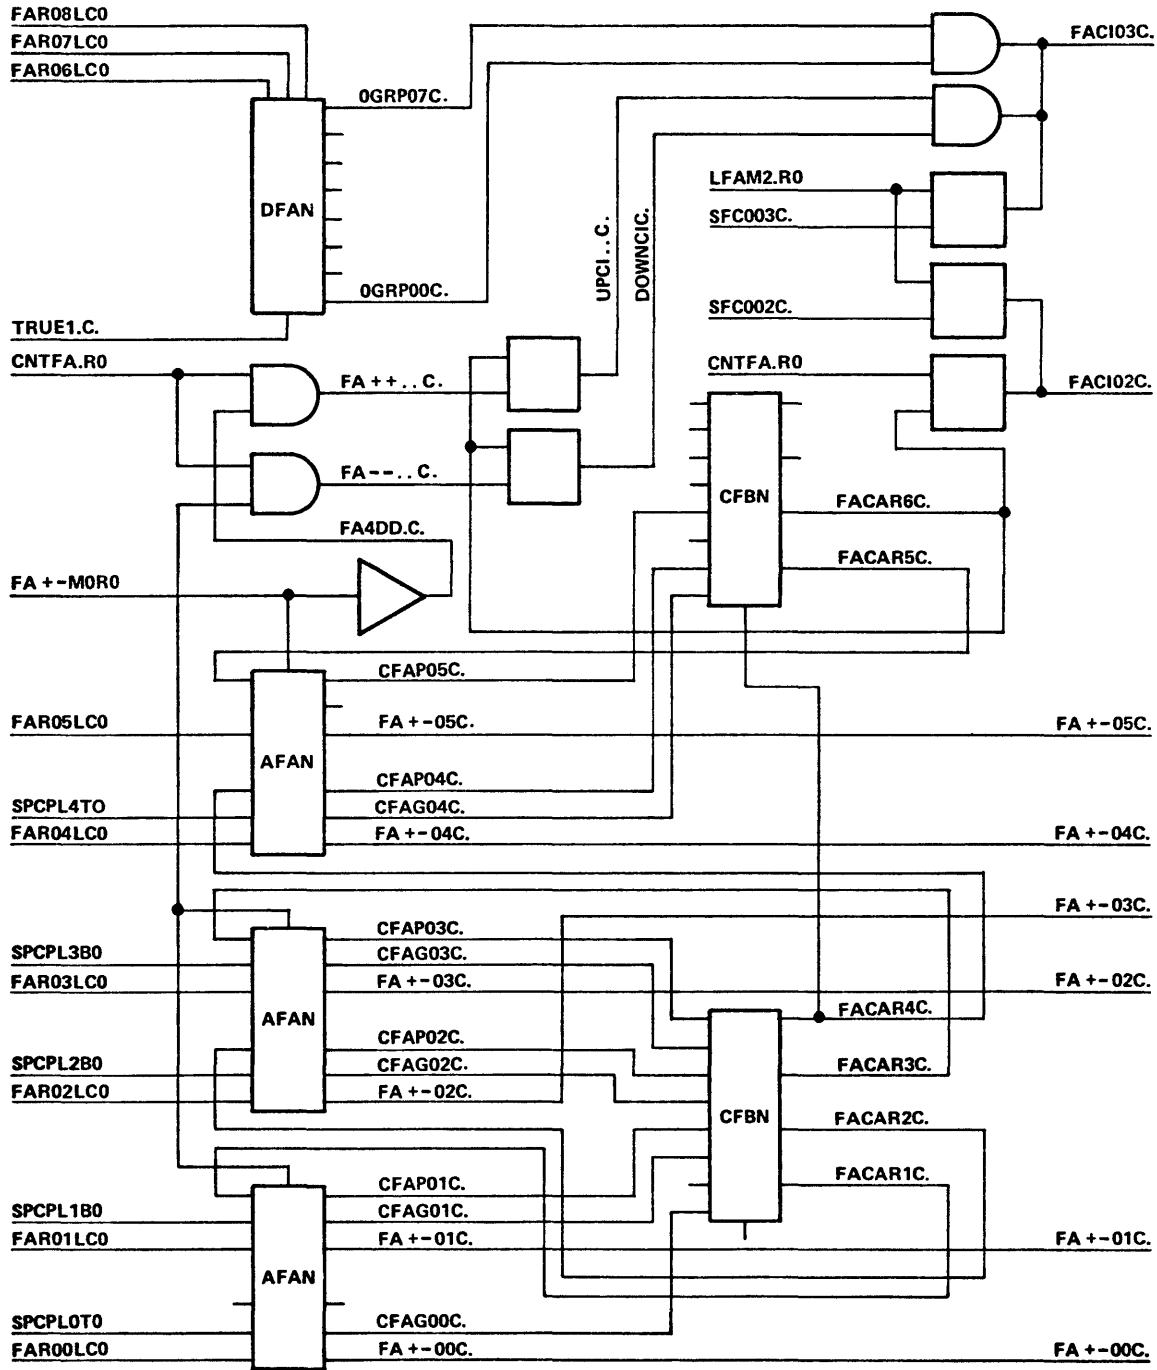 FAR08LC0
FACI03C.
FAR07LC0
FAR06LC0
0GRP07C.
LFAM2.R0
DFAN
SFC003C.
UPCI..C.
DOWNCIC.
0GRP00C.
SFC002C.
TRUE1.C.
CNTFA.R0
CNTFA.R0
FA++..C.
FACI02C.
FA--..C.
CFBN
FACAR6C.
FA4DD.C.
FACAR5C.
FA+-M0R0
CFAP05C.
FAR05LC0
FA+-05C.
FA+-05C.
AFAN
CFAP04C.
SPCPL4TO
CFAG04C.
FAR04LC0
FA+-04C.
FA+-04C.
FA+-03C.
CFAP03C.
SPCPL3B0
CFAG03C.
FAR03LC0
FA+-03C.
FA+-02C.
FACAR4C.
AFAN
CFAP02C.
SPCPL2B0
CFAG02C.
FACAR3C.
FAR02LC0
FA+-02C.
CFBN
FACAR2C.
FACAR1C.
CFAP01C.
SPCPL1B0
CFAG01C.
FAR01LC0
FA+-01C.
FA+-01C.
AFAN
SPCPL0T0
CFAG00C.
FAR00LC0
FA+-00C.
FA+-00C.